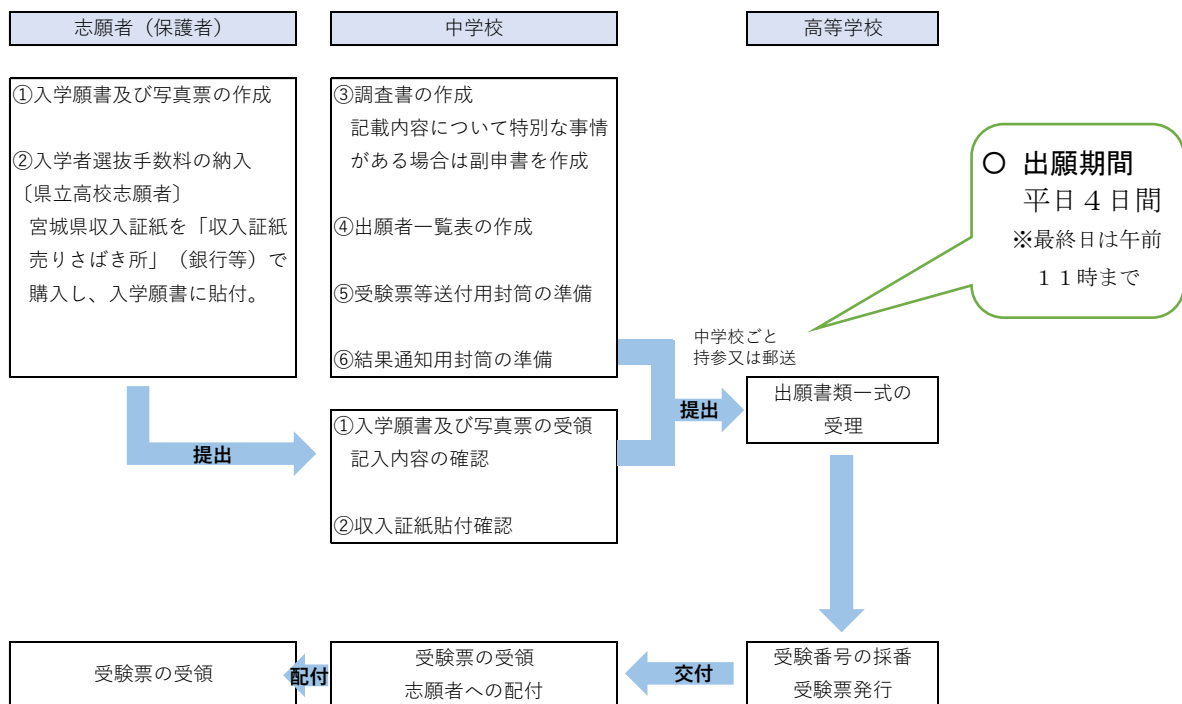 志願者（保護者）
中学校
高等学校
①入学願書及び写真票の作成
②入学者選抜手数料の納入
〔県立高校志願者〕
宮城県収入証紙を「収入証紙
売りさばき所」（銀行等）で
購入し、入学願書に貼付。
③調査書の作成
記載内容について特別な事情
がある場合は副申書を作成
④出願者一覧表の作成
⑤受験票等送付用封筒の準備
⑥結果通知用封筒の準備
〇 出願期間
平日４日間
※最終日は午前
１１時まで
中学校ごと
持参又は郵送
提出
①入学願書及び写真票の受領
記入内容の確認
②収入証紙貼付確認
提出
出願書類一式の
受理
受験票の受領
配付
受験票の受領
志願者への配付
交付
受験番号の採番
受験票発行